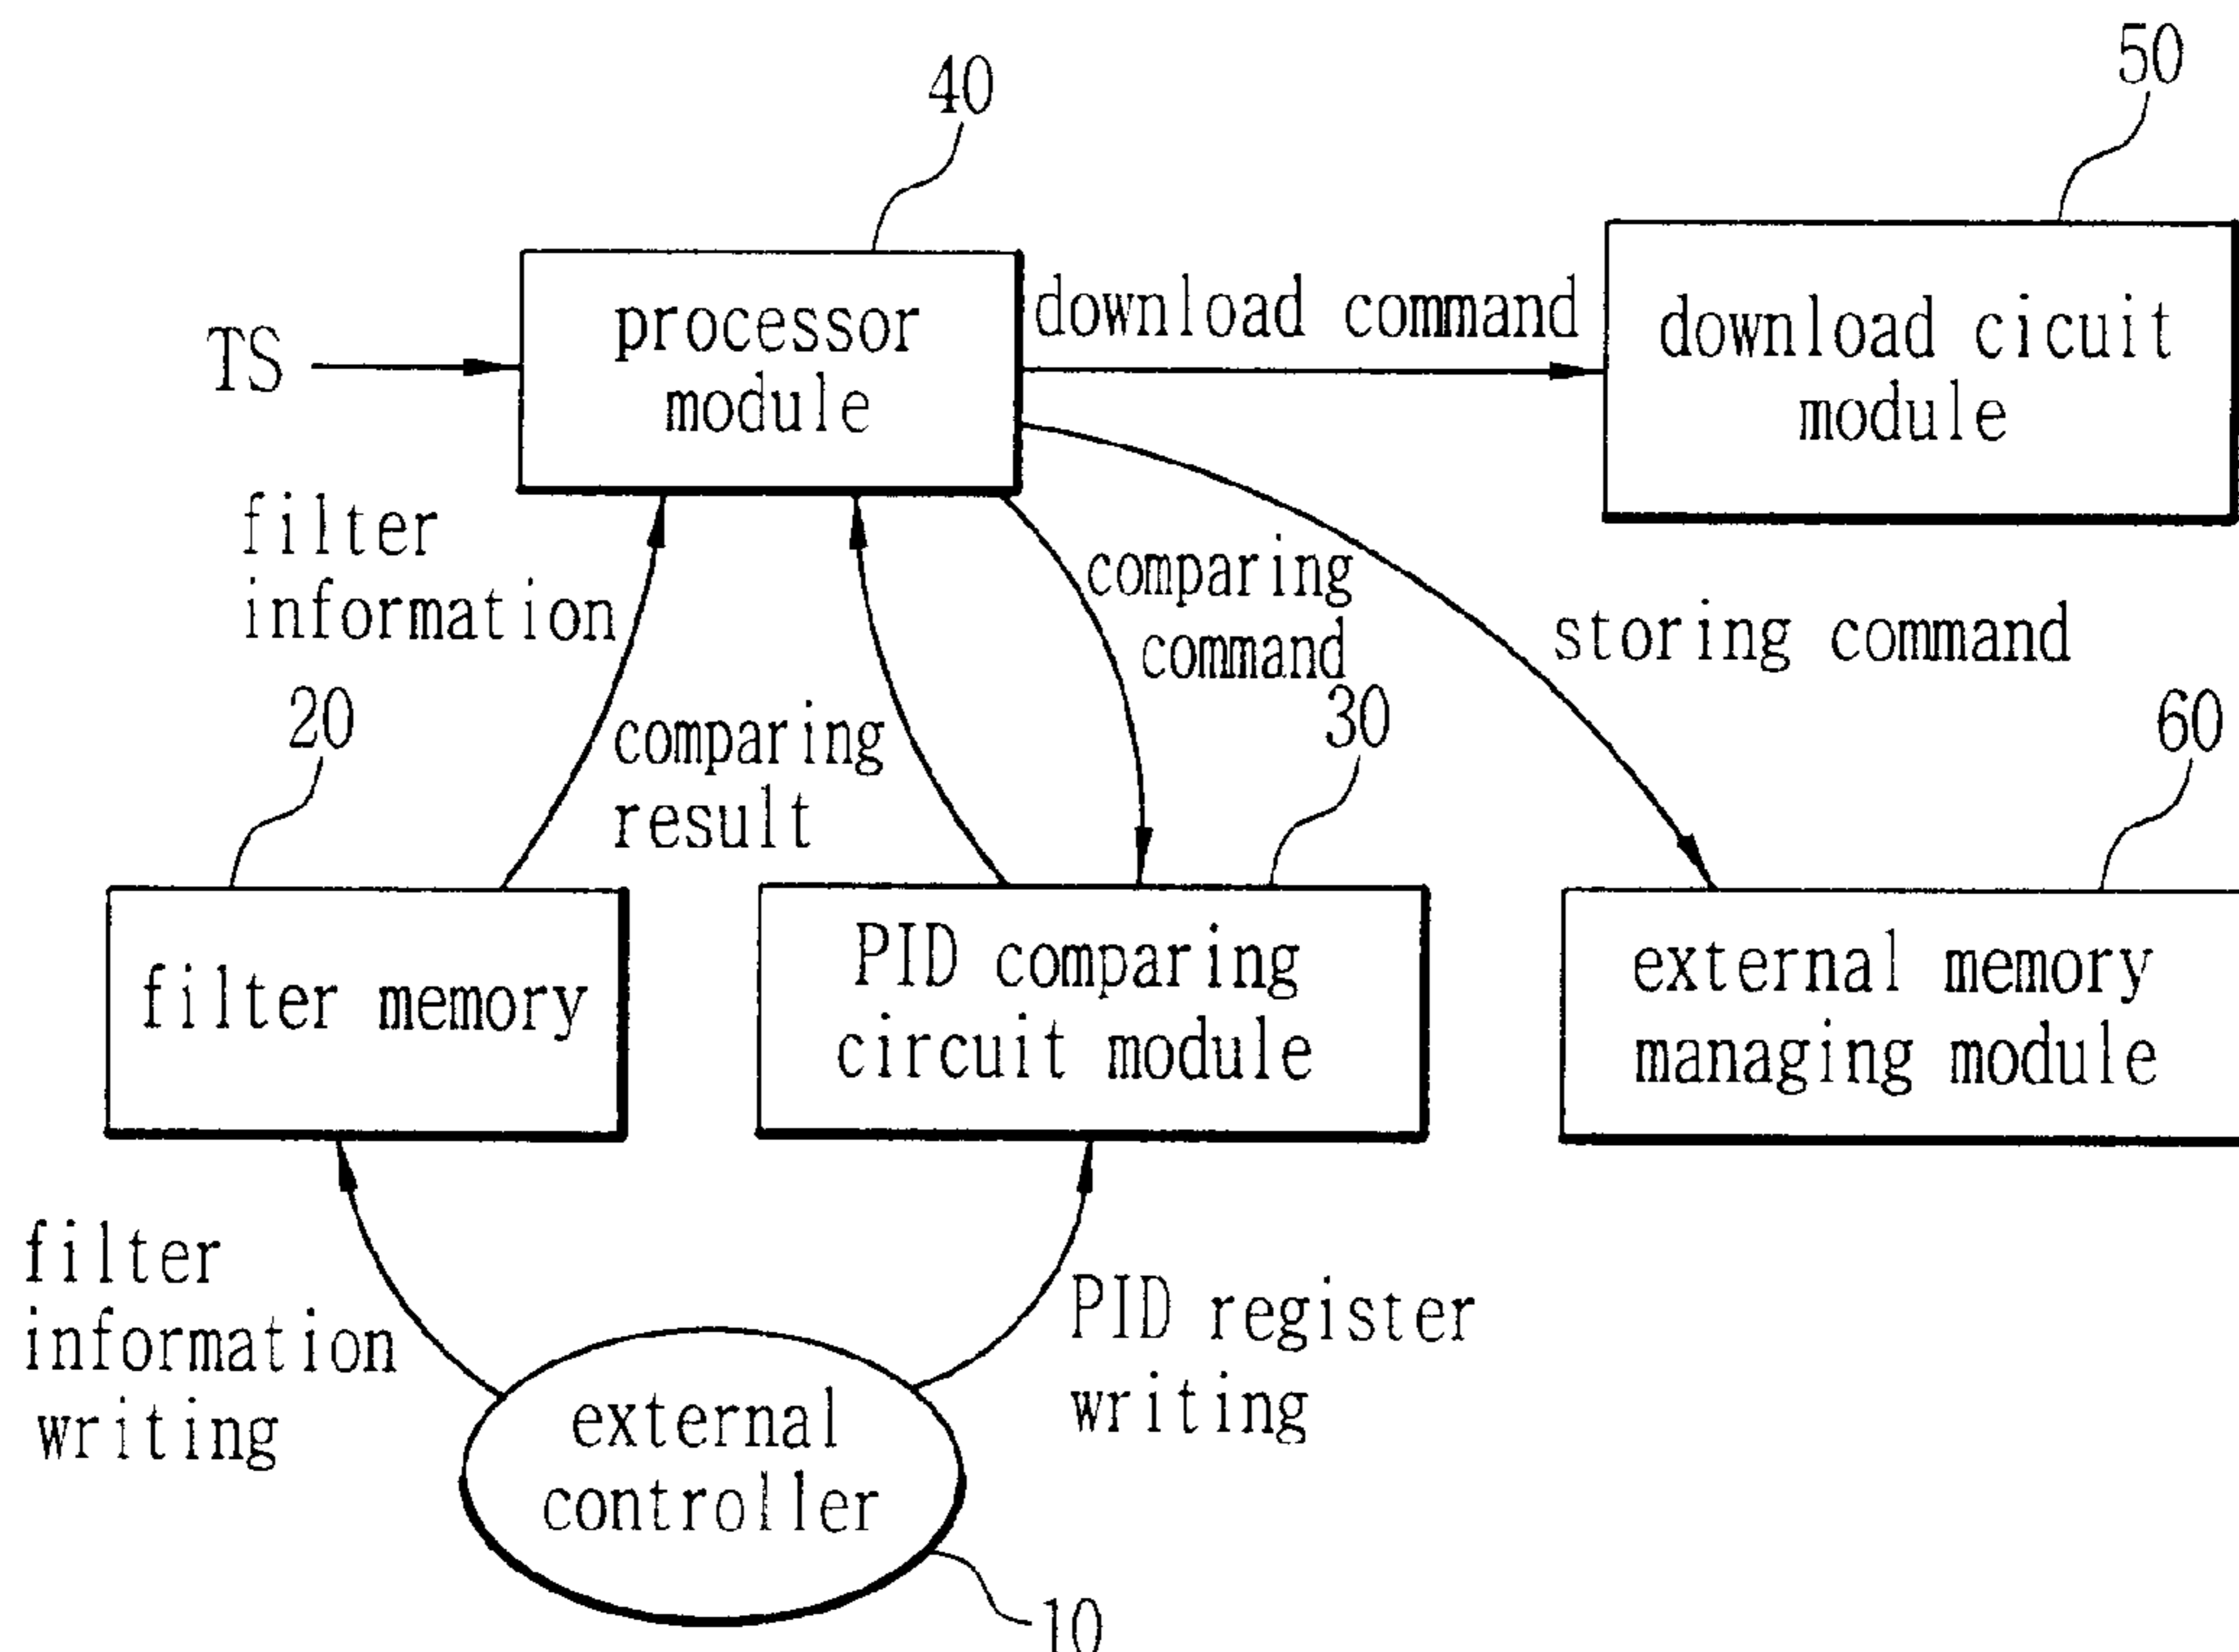 50
40
processor
module
download command
download cicuit
module
TS
filter
information
comparing
command
storing command
20
comparing
result
30
60
filter memory
PID comparing
circuit module
external memory
managing module
filter
information
writing
PID register
writing
external
controller
10